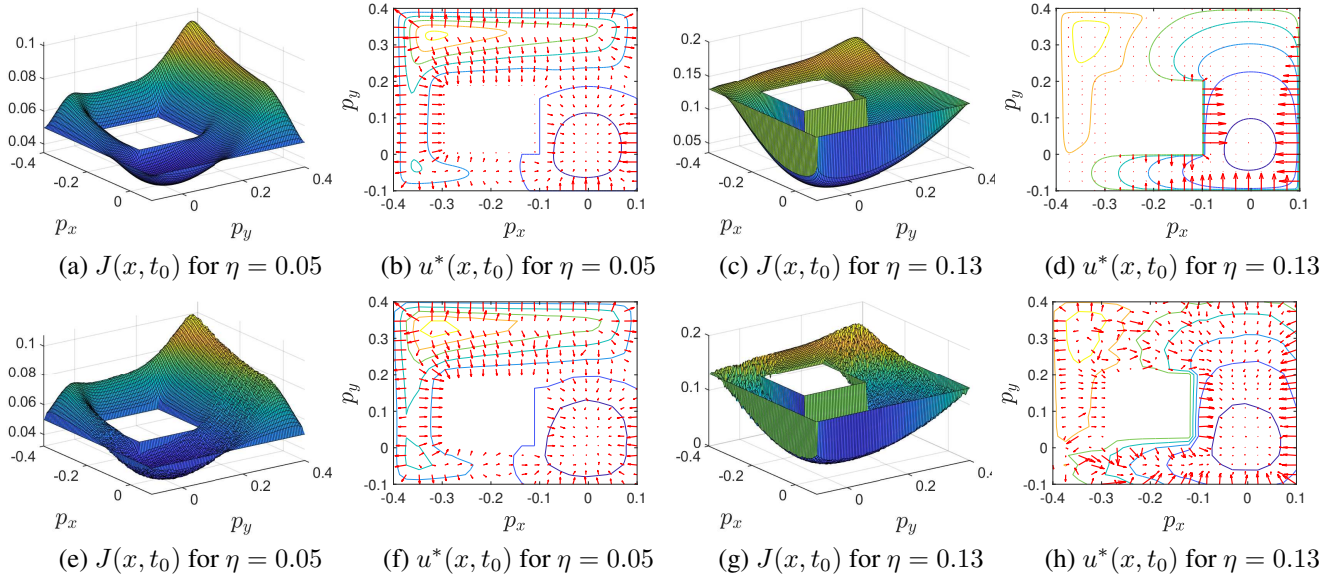 0.1
0.08
0.06
0.04
-0.4
-0.2
0
p_x
0
0.2
0.4
p_y
(a) J(x, t_0) for η = 0.05
0.4
0.3
0.2
0.1
0
-0.1
p_y
-0.4 -0.3 -0.2 -0.1 0 0.1
p_x
(b) u*(x, t_0) for η = 0.05
0.2
0.15
0.1
0.05
-0.4
-0.2
0
p_x
0
0.2
0.4
p_y
(c) J(x, t_0) for η = 0.13
0.4
0.3
0.2
0.1
0
-0.1
p_y
-0.4 -0.3 -0.2 -0.1 0 0.1
p_x
(d) u*(x, t_0) for η = 0.13
0.1
0.08
0.06
0.04
-0.4
-0.2
0
p_x
0
0.2
0.4
p_y
(e) J(x, t_0) for η = 0.05
0.4
0.3
0.2
0.1
0
-0.1
p_y
-0.4 -0.3 -0.2 -0.1 0 0.1
p_x
(f) u*(x, t_0) for η = 0.05
0.2
0.1
0
-0.4
-0.2
0
p_x
0
0.2
0.4
p_y
(g) J(x, t_0) for η = 0.13
0.4
0.3
0.2
0.1
0
-0.1
p_y
-0.4 -0.3 -0.2 -0.1 0 0.1
p_x
(h) u*(x, t_0) for η = 0.13